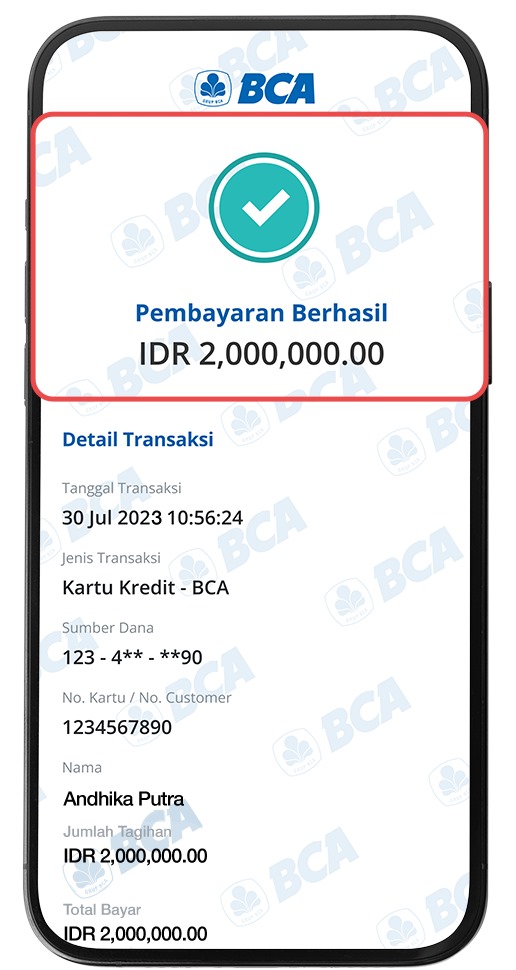 BCA
Pembayaran Berhasil
IDR 2,000,000.00
Detail Transaksi
Tanggal Transaksi
30 Jul 2023 10:56:24
Jenis Transaksi
Kartu Kredit - BCA
Sumber Dana
123 - 4** - **90
No. Kartu / No. Customer
1234567890
Nama
Andhika Putra
Jumlah Tagihan
IDR 2,000,000.00
Total Bayar
IDR 2,000,000.00